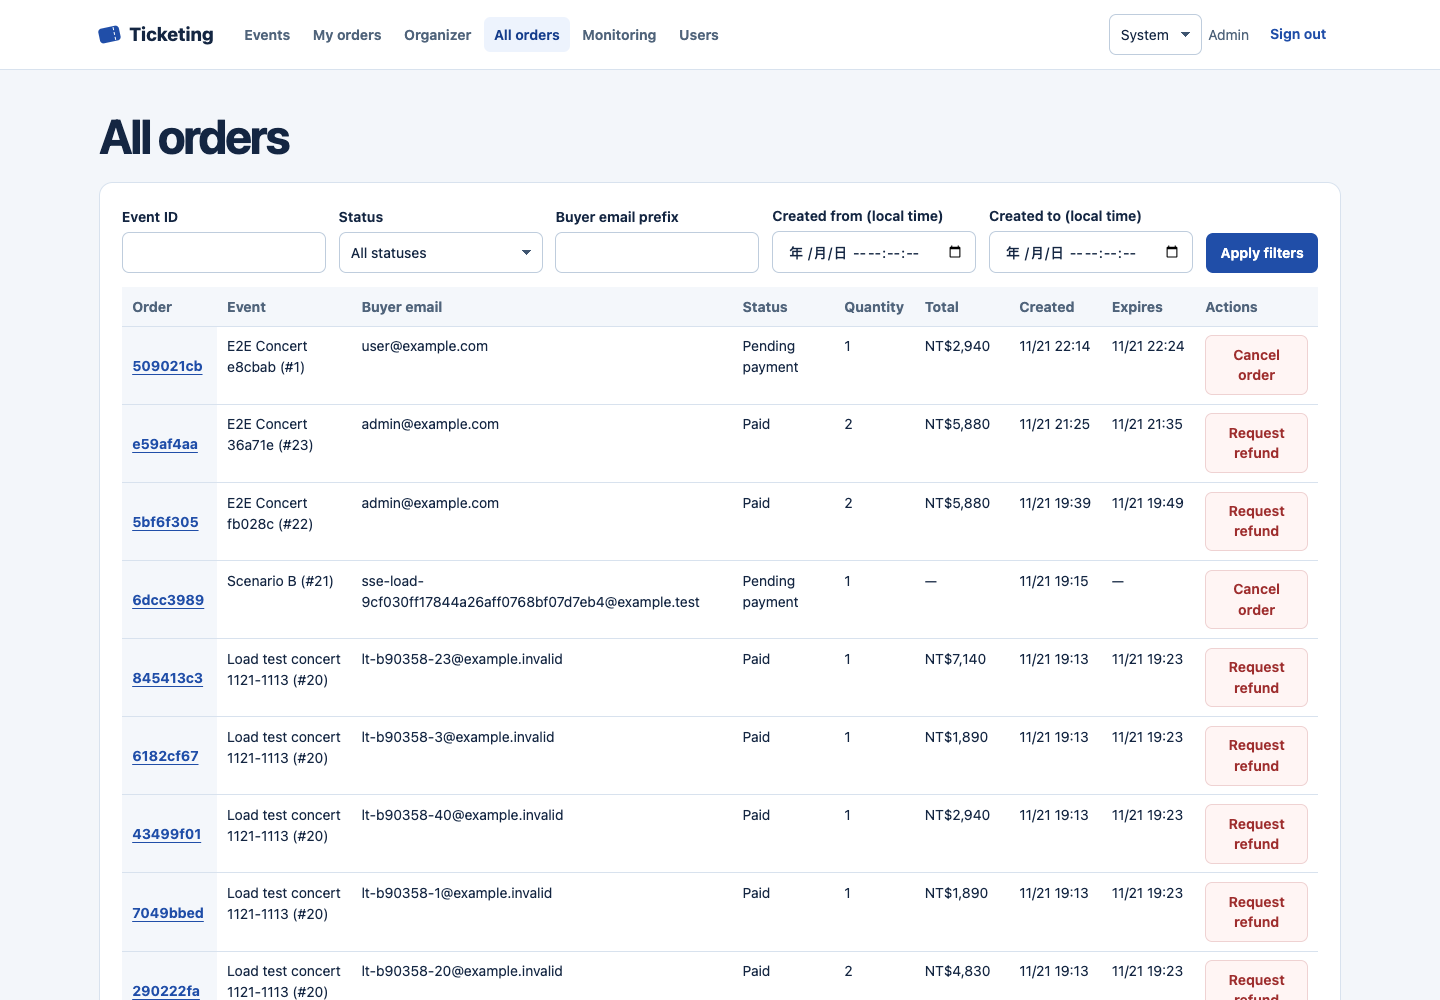 Ticketing
Events
My orders
Organizer
All orders
Monitoring
Users
System
Admin
Sign out
All orders
Event ID
Status
Buyer email prefix
Created from (local time)
Created to (local time)
All statuses
年 /月/日 -- --:--:--
年 /月/日 -- --:--:--
Apply filters
Order Event Buyer email Status Quantity Total Created Expires Actions
509021cb
E2E Concert
e8cbab (#1)
user@example.com
Pending
payment
1
NT$2,940
11/21 22:14
11/21 22:24
Cancel
order
e59af4aa
E2E Concert
36a71e (#23)
admin@example.com
Paid
2
NT$5,880
11/21 21:25
11/21 21:35
Request
refund
5bf6f305
E2E Concert
fb028c (#22)
admin@example.com
Paid
2
NT$5,880
11/21 19:39
11/21 19:49
Request
refund
6dcc3989
Scenario B (#21)
sse-load-
9cf030ff17844a26aff0768bf07d7eb4@example.test
Pending
payment
1
—
11/21 19:15
—
Cancel
order
845413c3
Load test concert
1121-1113 (#20)
lt-b90358-23@example.invalid
Paid
1
NT$7,140
11/21 19:13
11/21 19:23
Request
refund
6182cf67
Load test concert
1121-1113 (#20)
lt-b90358-3@example.invalid
Paid
1
NT$1,890
11/21 19:13
11/21 19:23
Request
refund
43499f01
Load test concert
1121-1113 (#20)
lt-b90358-40@example.invalid
Paid
1
NT$2,940
11/21 19:13
11/21 19:23
Request
refund
7049bbed
Load test concert
1121-1113 (#20)
lt-b90358-1@example.invalid
Paid
1
NT$1,890
11/21 19:13
11/21 19:23
Request
refund
290222fa
Load test concert
1121-1113 (#20)
lt-b90358-20@example.invalid
Paid
2
NT$4,830
11/21 19:13
11/21 19:23
Request
refund